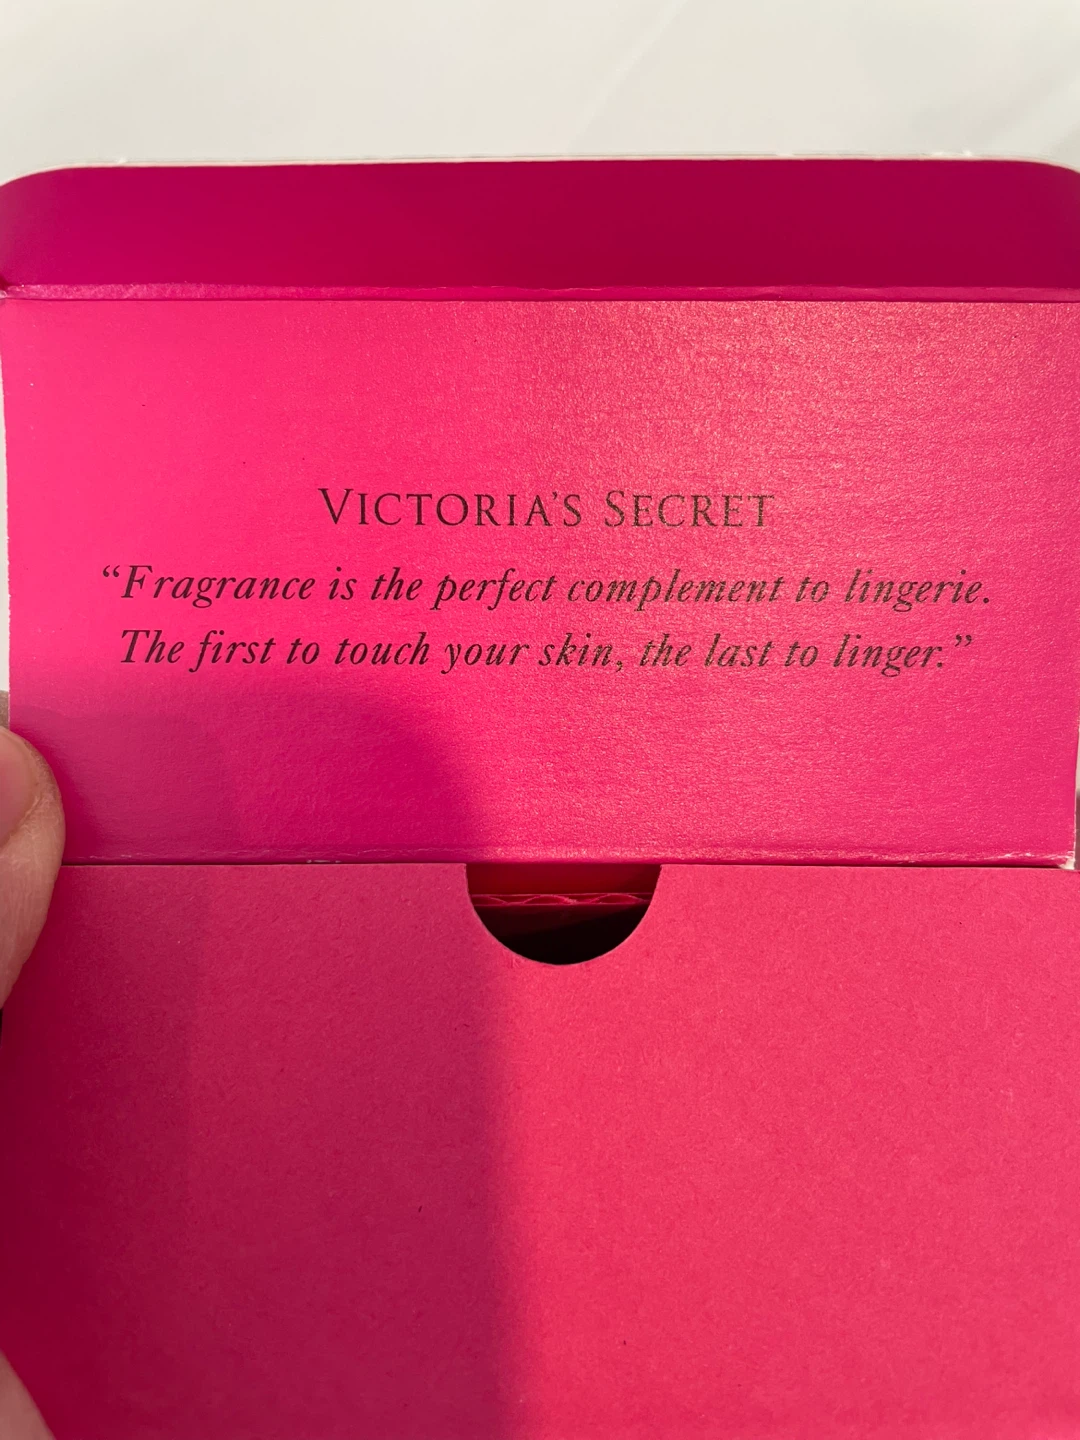 VICTORIA'S SECRET
“Fragrance is the perfect complement to lingerie.
The first to touch your skin, the last to linger.”